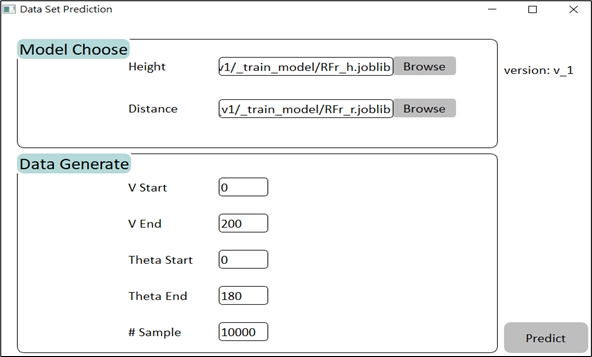 Data Set Prediction
Model Choose
Height v1/_train_model/RFr_h.joblib Browse
version: v_1
Distance .v1/_train_model/RFr_r.joblib Browse
Data Generate
V Start 0
V End 200
Theta Start 0
Theta End 180
# Sample 10000
Predict